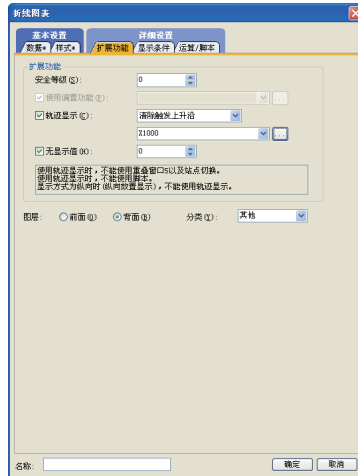 折线图表
基本设置 详细设置
数据* 样式* 扩展功能 显示条件 运算/脚本
扩展功能
安全等级(S): 0
使用偏置功能(F):
轨迹显示(C): 清除触发上升沿
X1000
无显示值(H): 0
使用轨迹显示时，不能使用重叠窗口5以及站点切换。
使用轨迹显示时，不能使用脚本。
显示方式为纵向时(纵向放置显示)，不能使用轨迹显示。
图层: 前面(Q) 背面(B) 分类(Y): 其他
名称: 确定 取消